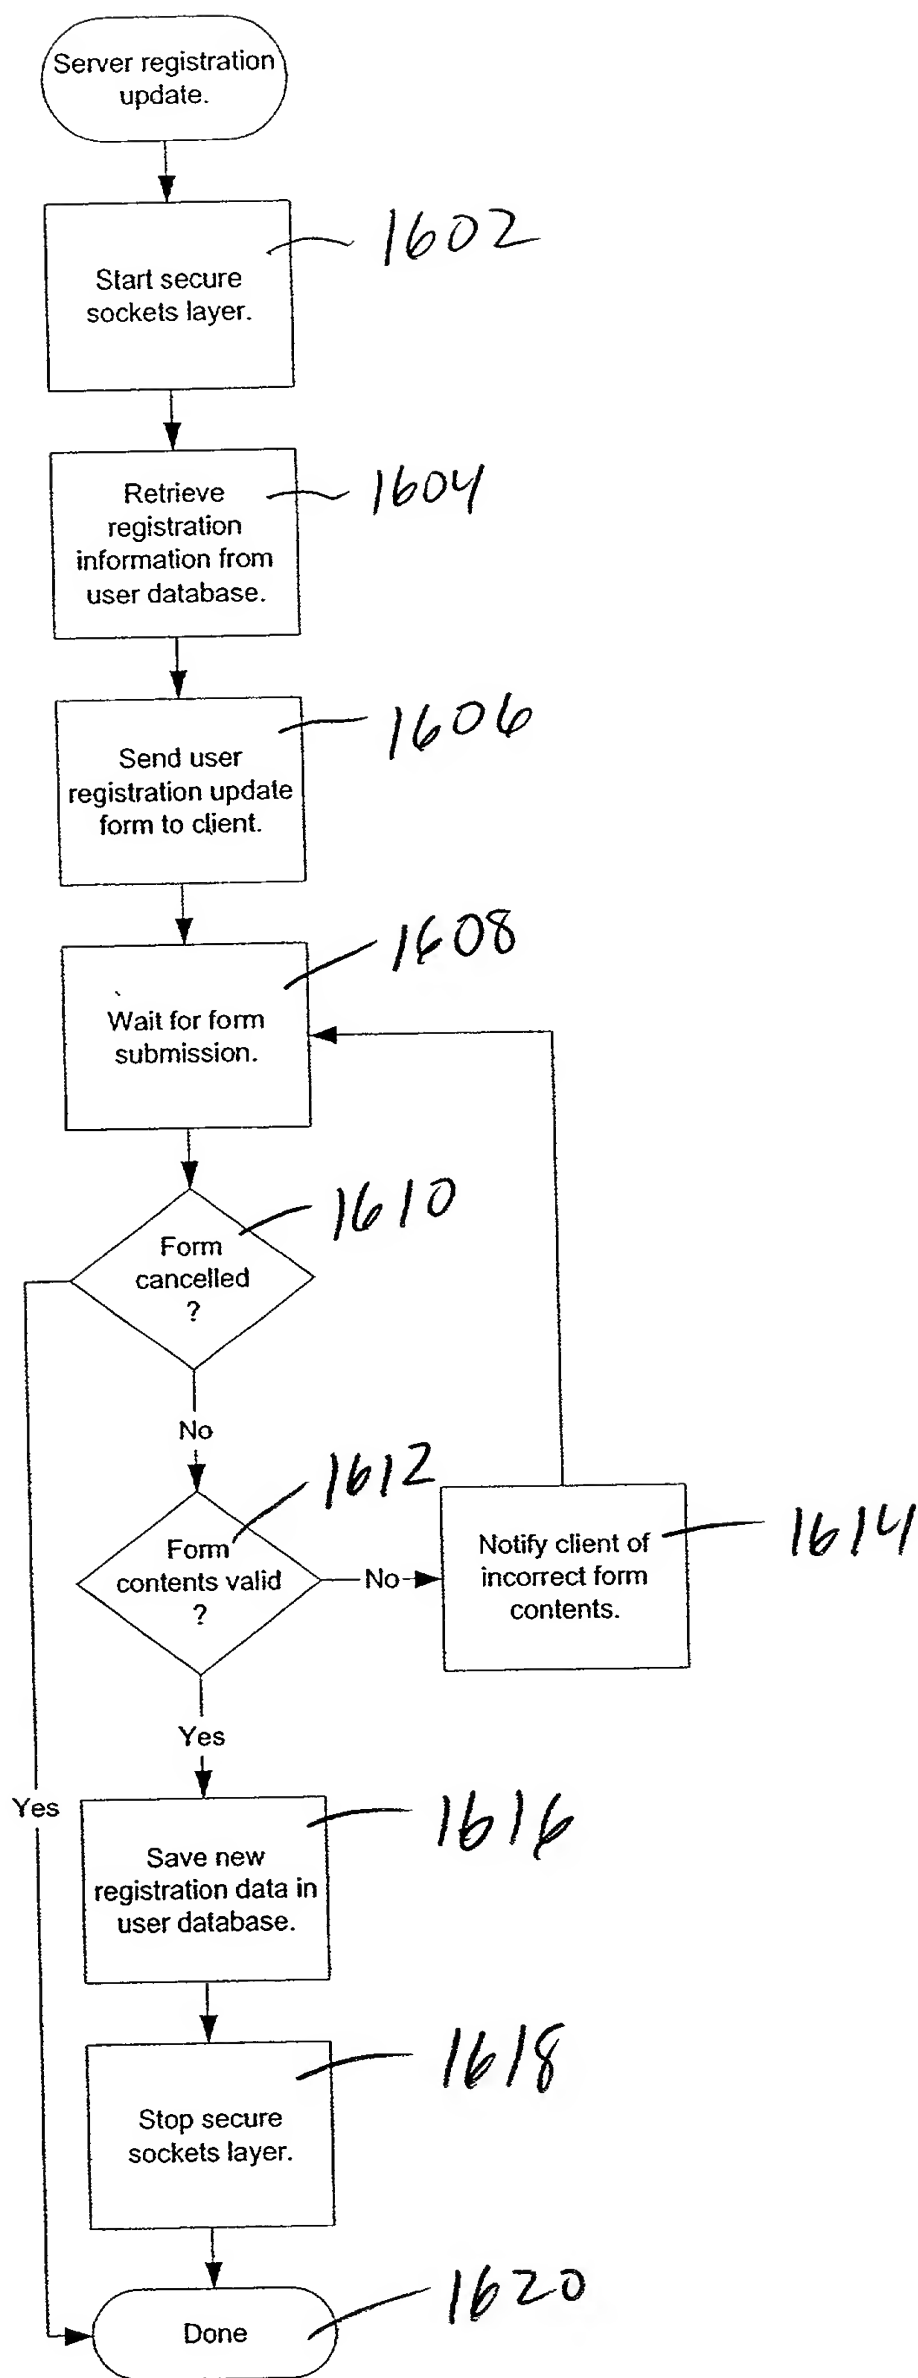 Server registration
update.
1602
Start secure
sockets layer.
1604
Retrieve
registration
information from
user database.
1606
Send user
registration update
form to client.
1608
Wait for form
submission.
1610
Form
cancelled
?
No
1612
Form
contents valid
?
No
1614
Notify client of
incorrect form
contents.
Yes
Yes
1616
Save new
registration data in
user database.
1618
Stop secure
sockets layer.
1620
Done